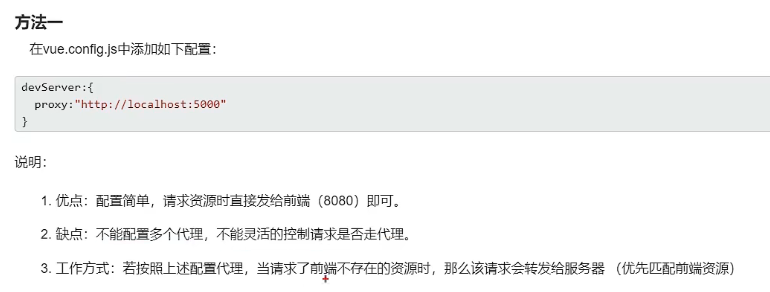 方法一
在vue.config.js中添加如下配置：
devServer:{
  proxy:"http://localhost:5000"
}
说明：
1. 优点：配置简单，请求资源时直接发给前端（8080）即可。
2. 缺点：不能配置多个代理，不能灵活的控制请求是否走代理。
3. 工作方式：若按照上述配置代理，当请求了前端不存在的资源时，那么该请求会转发给服务器 （优先匹配前端资源）